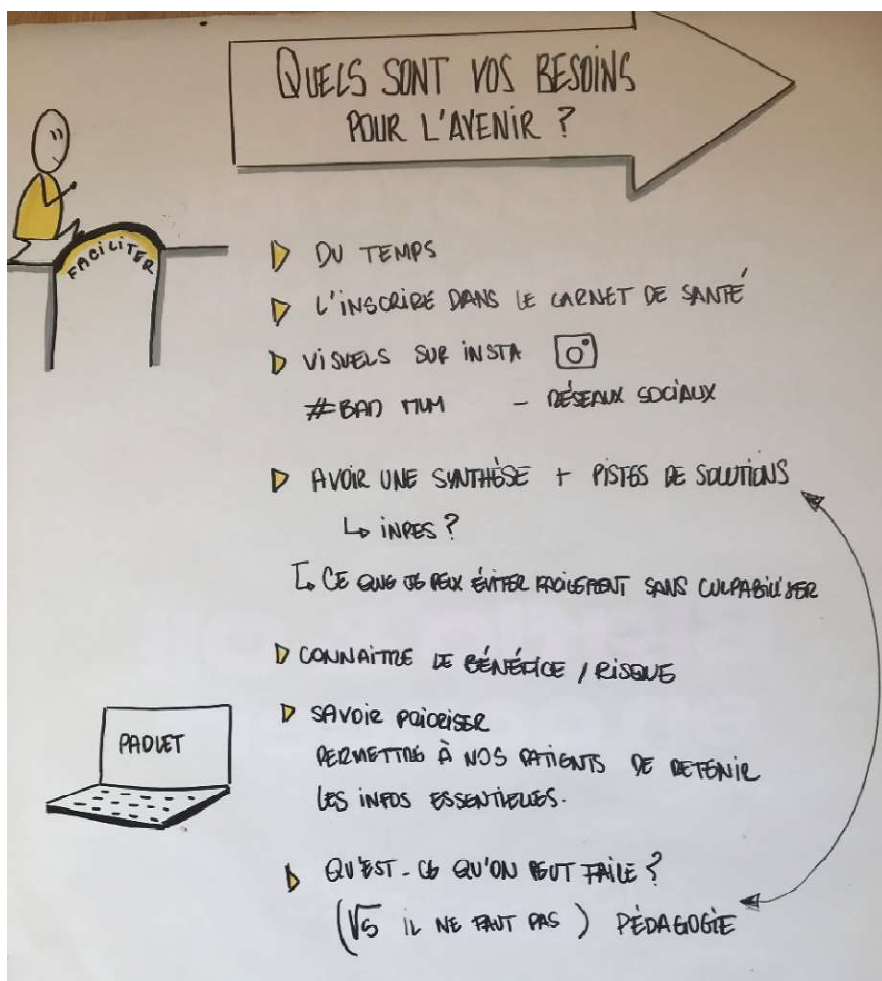 QUELS SONT VOS BESOINS
POUR L'AVENIR ?
FACILITER
DU TEMPS
L'INSCRIRE DANS LE CARNET DE SANTÉ
VISUELS SUR INSTA
#BAD MUM - RÉSEAUX SOCIAUX
AVOIR UNE SYNTHÈSE + PISTES DE SOLUTIONS
↳ INPES ?
↳ CE QUE JE PEUX ÉVITER FACILEMENT SANS CULPABILISER
CONNAÎTRE LE BÉNÉFICE / RISQUE
SAVOIR PRIORISER
PERMETTRE À NOS PATIENTS DE RETENIR
LES INFOS ESSENTIELLES.
PADLET
QU'EST-CE QU'ON PEUT FAIRE ?
(VS IL NE FAUT PAS) PÉDAGOGIE